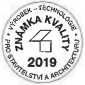 VÝROBEK – TECHNOLOGIE
ZNÁMKA KVALITY
2019
PRO STAVITELSTVÍ A ARCHITEKTURU